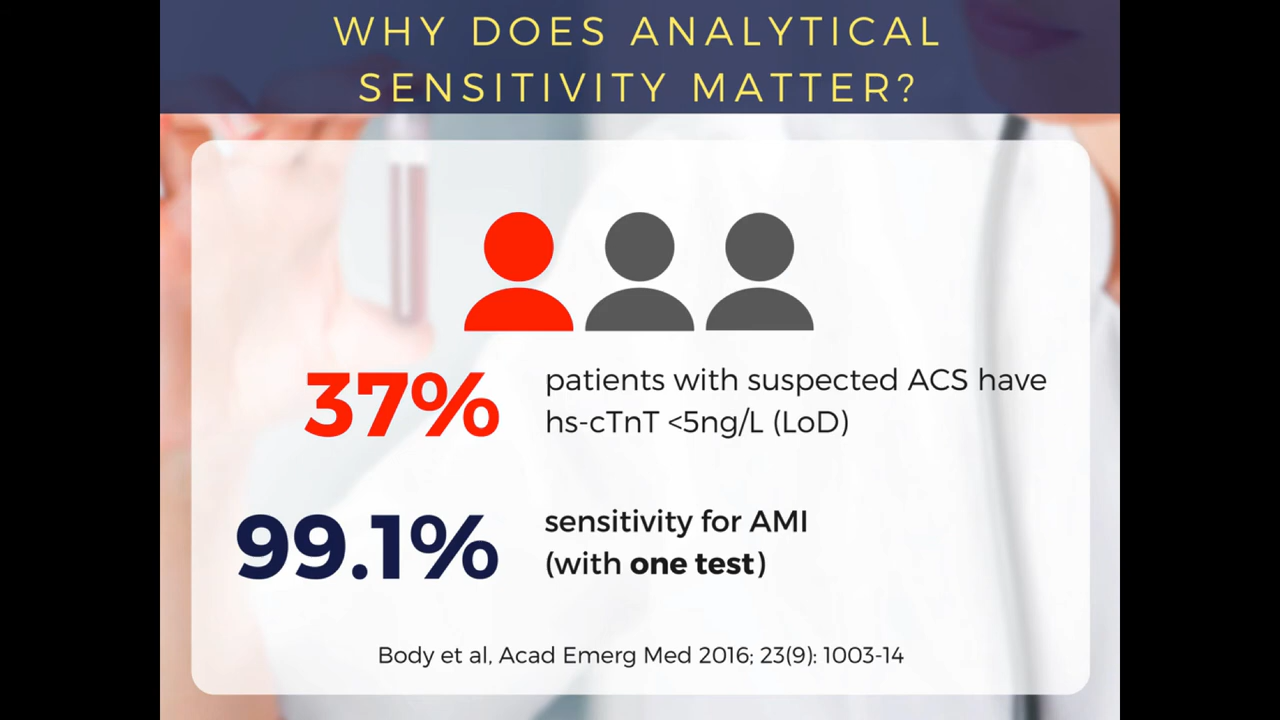 WHY DOES ANALYTICAL
SENSITIVITY MATTER?
37%
patients with suspected ACS have
hs-cTnT <5ng/L (LoD)
99.1%
sensitivity for AMI
(with one test)
Body et al, Acad Emerg Med 2016; 23(9): 1003-14